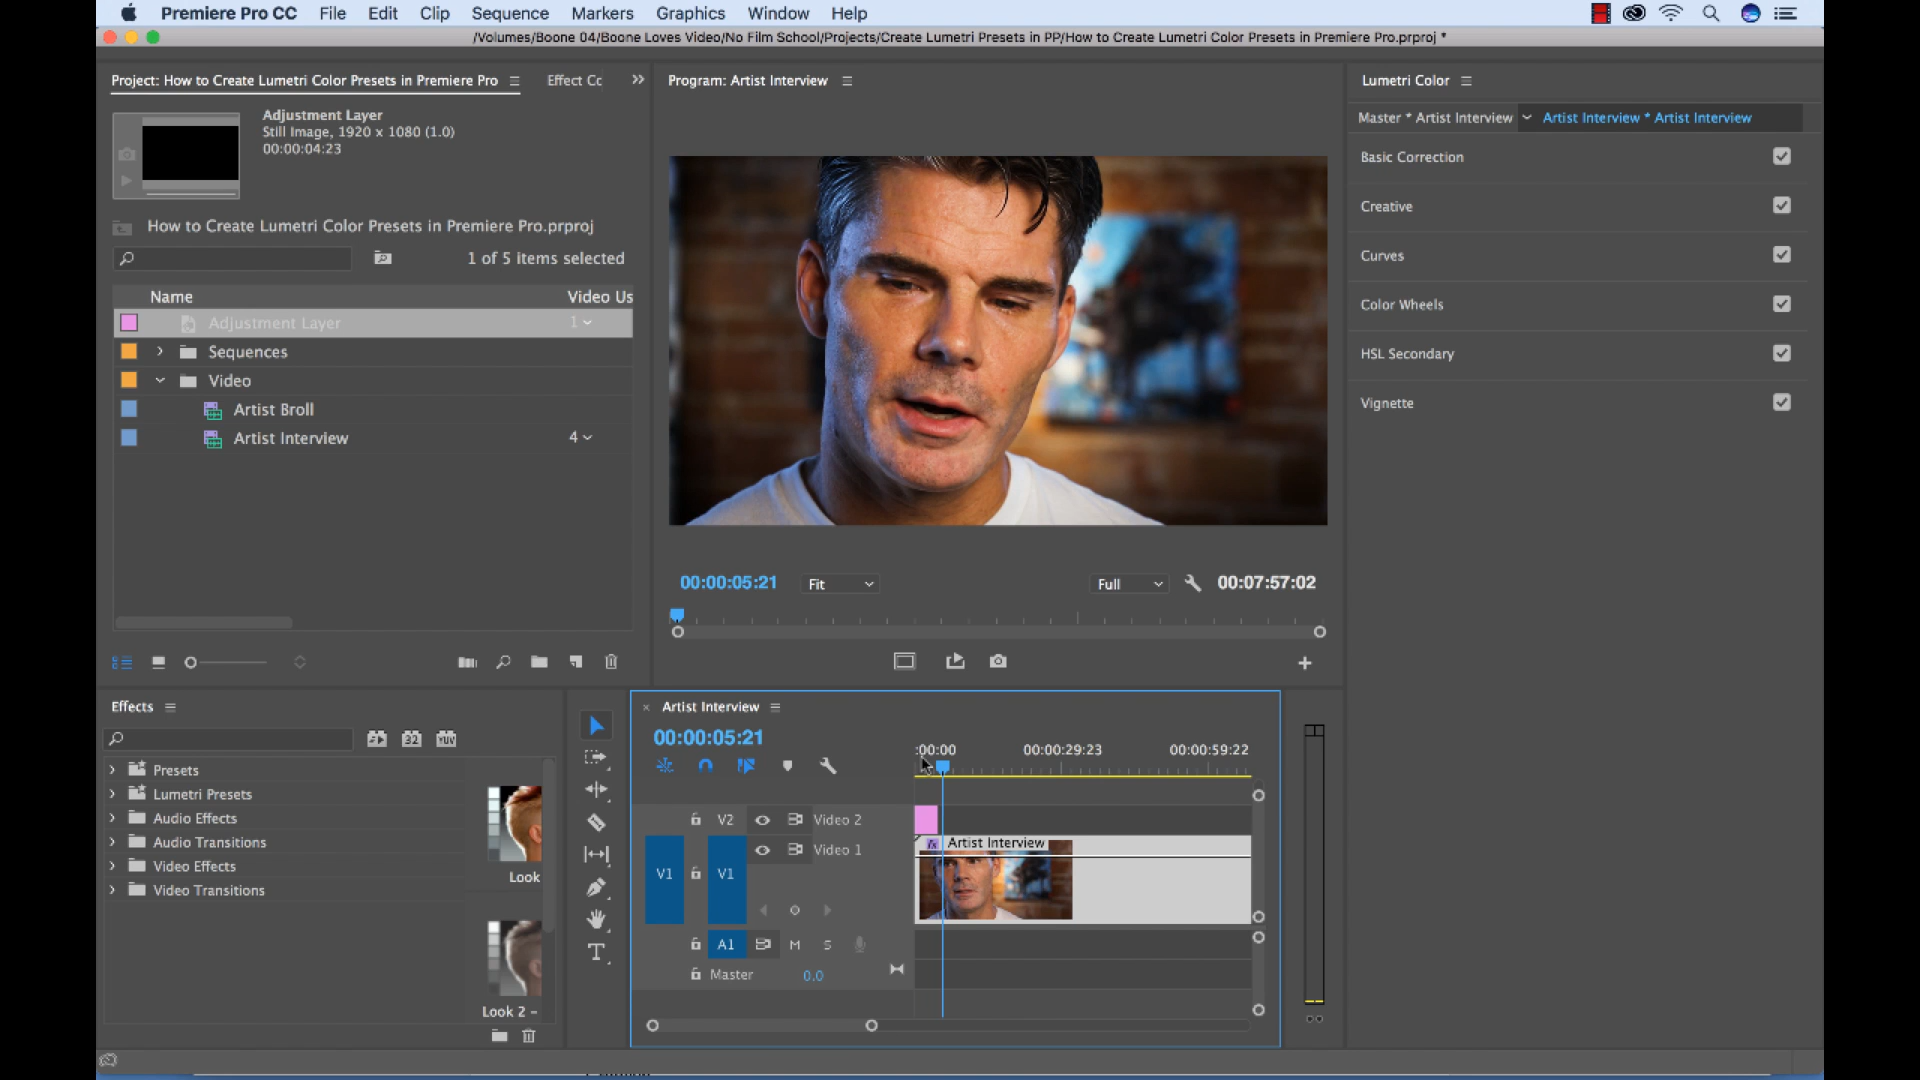 Premiere Pro CC File Edit Clip Sequence Markers Graphics Window Help
/Volumes/Boone 04/Boone Loves Video/No Film School/Projects/Create Lumetri Presets in PP/How to Create Lumetri Color Presets in Premiere Pro.prproj *
Project: How to Create Lumetri Color Presets in Premiere Pro
Effect Cc
Adjustment Layer
Still Image, 1920 x 1080 (1.0)
00:00:04:23
How to Create Lumetri Color Presets in Premiere Pro.prproj
1 of 5 items selected
Name Video Us
Adjustment Layer 1
Sequences
Video
Artist Broll
Artist Interview 4
Program: Artist Interview
00:00:05:21 Fit Full 00:07:57:02
Lumetri Color
Master * Artist Interview Artist Interview * Artist Interview
Basic Correction
Creative
Curves
Color Wheels
HSL Secondary
Vignette
Effects
32 YUV
Presets
Lumetri Presets
Audio Effects
Audio Transitions
Video Effects
Video Transitions
Look
Look 2 –
× Artist Interview
00:00:05:21
:00:00 00:00:29:23 00:00:59:22
V2 Video 2
V1 V1 Video 1
fx Artist Interview
A1 M S
Master 0.0